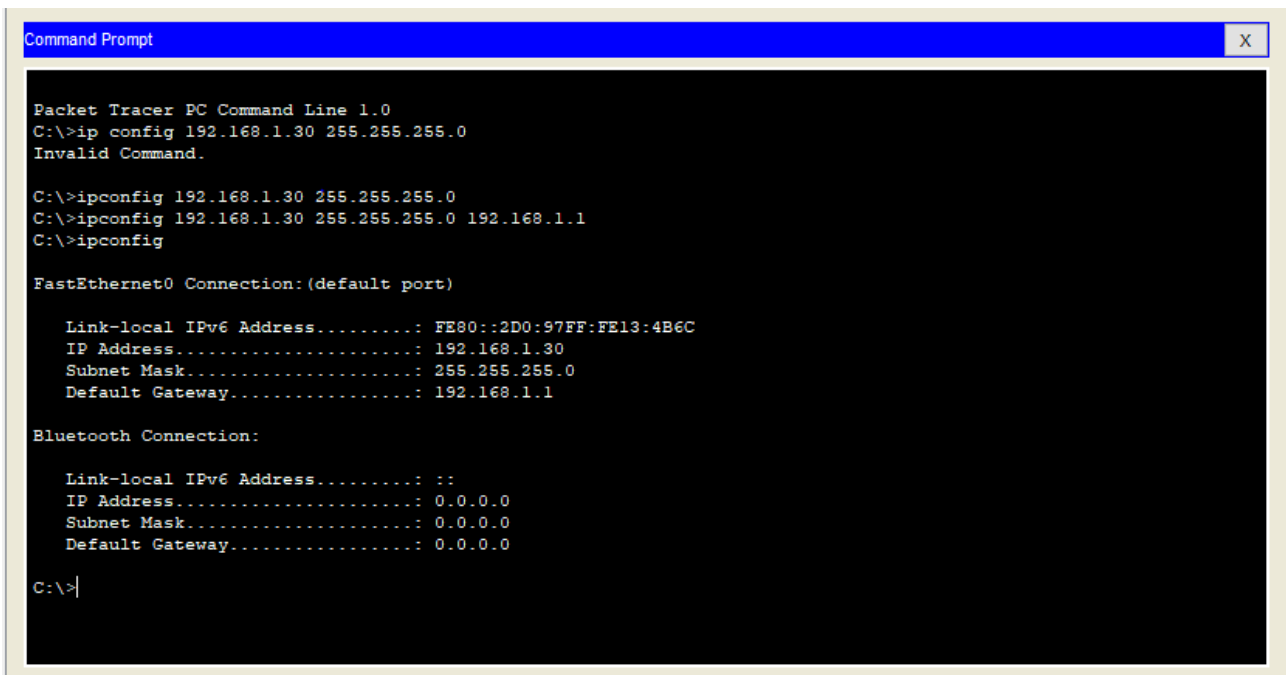 Command Prompt
X
Packet Tracer PC Command Line 1.0
C:\>ip config 192.168.1.30 255.255.255.0
Invalid Command.
C:\>ipconfig 192.168.1.30 255.255.255.0
C:\>ipconfig 192.168.1.30 255.255.255.0 192.168.1.1
C:\>ipconfig
FastEthernet0 Connection:(default port)
Link-local IPv6 Address.........: FE80::2D0:97FF:FE13:4B6C
IP Address......................: 192.168.1.30
Subnet Mask.....................: 255.255.255.0
Default Gateway.................: 192.168.1.1
Bluetooth Connection:
Link-local IPv6 Address.........: ::
IP Address......................: 0.0.0.0
Subnet Mask.....................: 0.0.0.0
Default Gateway.................: 0.0.0.0
C:\>